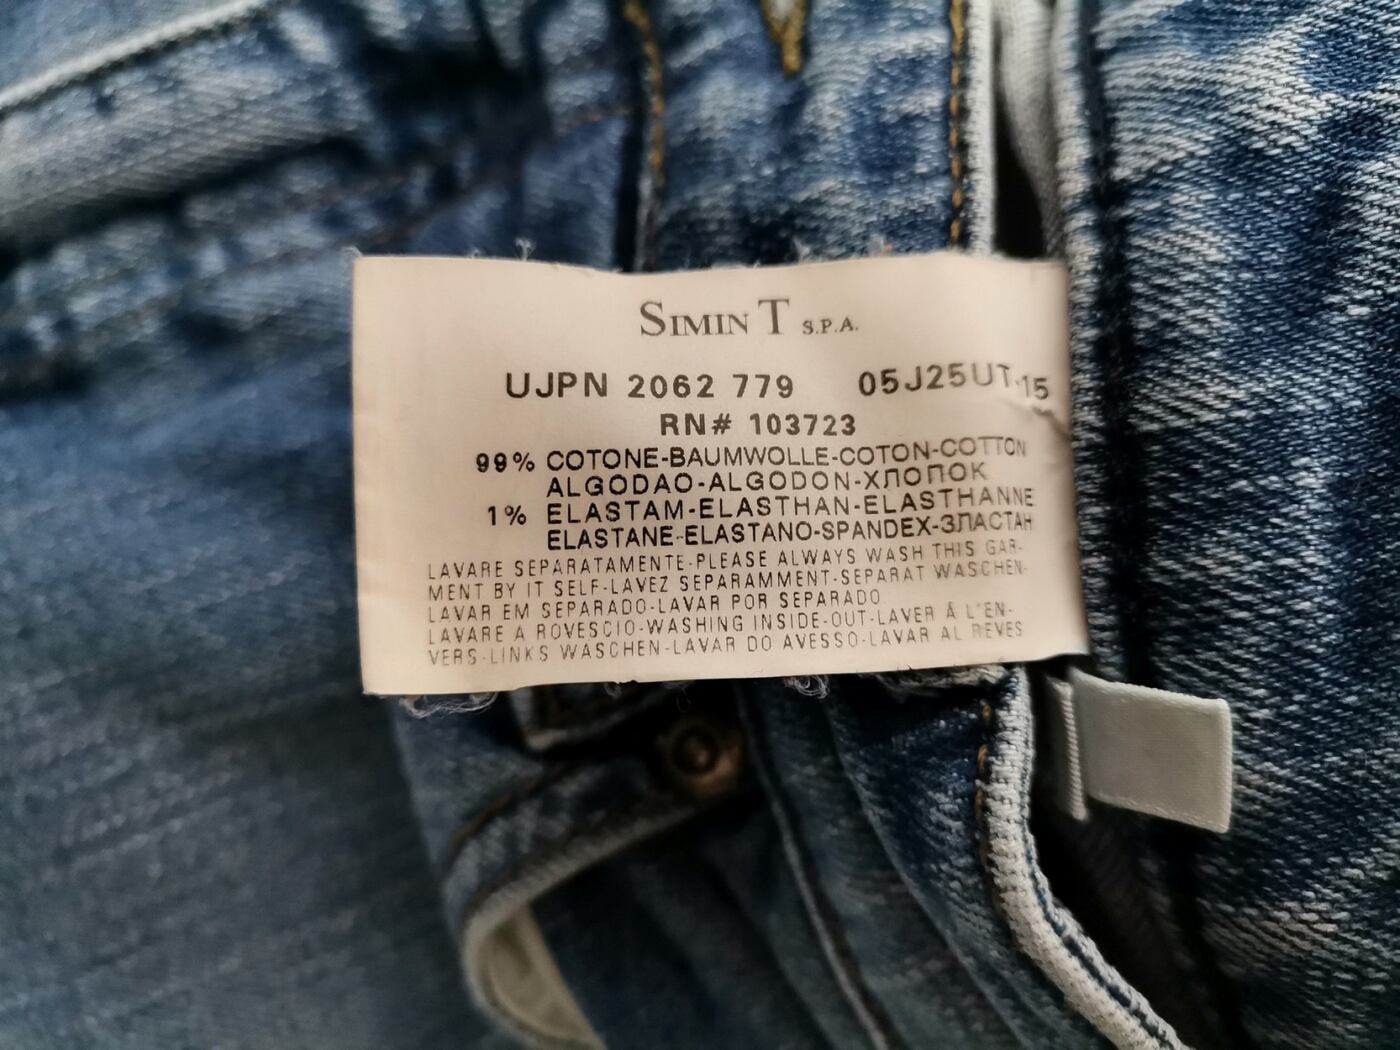 SIMIN T S.P.A.
UJPN 2062 779 05J25UT.15
RN# 103723
99% COTONE-BAUMWOLLE-COTON-COTTON
ALGODAO-ALGODON-ХЛОПОК
1% ELASTAM-ELASTHAN-ELASTHANNE
ELASTANE-ELASTANO-SPANDEX-ЗЛАСТАН
LAVARE SEPARATAMENTE-PLEASE ALWAYS WASH THIS GAR-
MENT BY IT SELF-LAVEZ SEPARAMMENT-SEPARAT WASCHEN-
LAVAR EM SEPARADO-LAVAR POR SEPARADO
LAVARE A ROVESCIO-WASHING INSIDE-OUT-LAVER Á L'EN-
VERS-LINKS WASCHEN-LAVAR DO AVESSO-LAVAR AL REVES